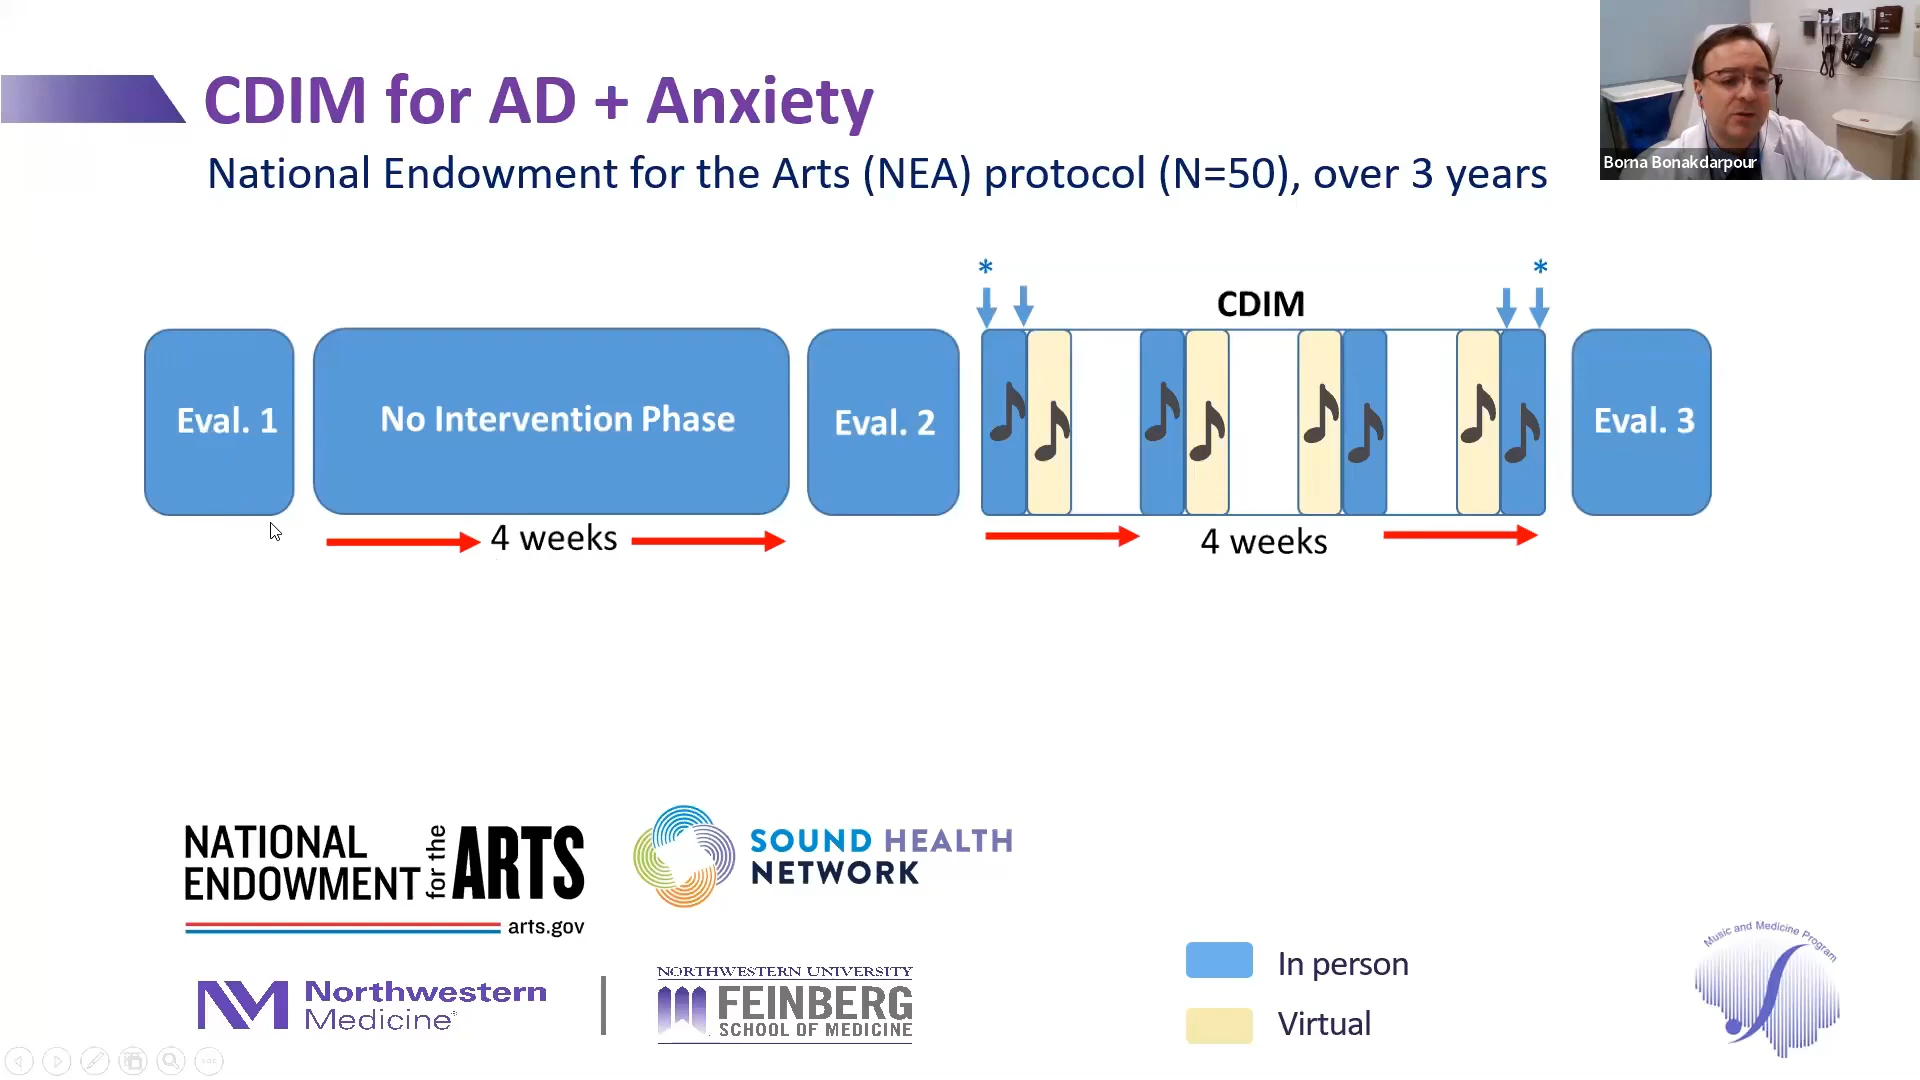 CDIM for AD + Anxiety
National Endowment for the Arts (NEA) protocol (N=50), over 3 years
Borna Bonakdarpour
*
*
CDIM
Eval. 1
No Intervention Phase
Eval. 2
Eval. 3
4 weeks
4 weeks
NATIONAL
ENDOWMENT
for the
ARTS
arts.gov
SOUND HEALTH
NETWORK
Northwestern
Medicine
NORTHWESTERN UNIVERSITY
FEINBERG
SCHOOL OF MEDICINE
In person
Virtual
Music and Medicine Program